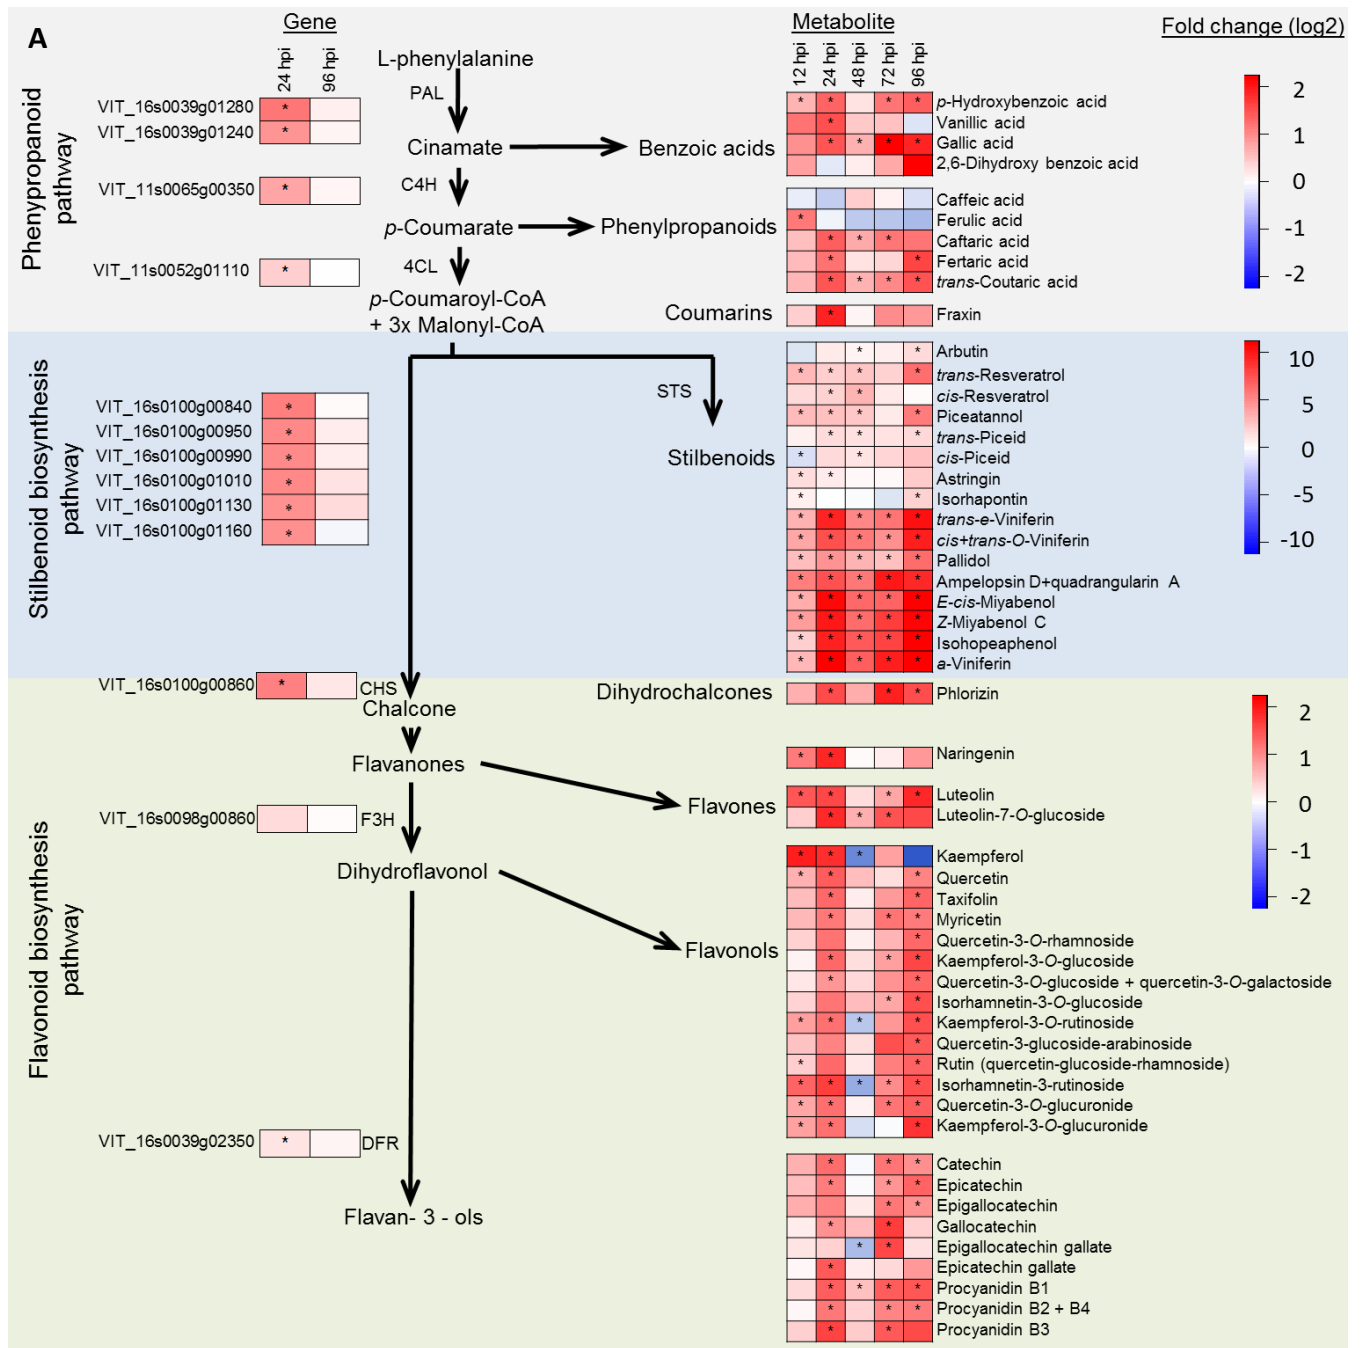 A
Gene
24 hpi
96 hpi
Metabolite
12 hpi
24 hpi
48 hpi
72 hpi
96 hpi
Fold change (log2)
Phenypropanoid
pathway
VIT_16s0039g01280
*
VIT_16s0039g01240
*
VIT_11s0065g00350
*
VIT_11s0052g01110
*
L-phenylalanine
PAL
Cinamate
Benzoic acids
C4H
p-Coumarate
Phenylpropanoids
4CL
p-Coumaroyl-CoA
+ 3x Malonyl-CoA
Coumarins
* * * * p-Hydroxybenzoic acid
* Vanillic acid
* * * * Gallic acid
2,6-Dihydroxy benzoic acid
Caffeic acid
* Ferulic acid
* * * Caftaric acid
* * Fertaric acid
* * * * trans-Coutaric acid
* Fraxin
2
1
0
-1
-2
Stilbenoid biosynthesis
pathway
VIT_16s0100g00840
*
VIT_16s0100g00950
*
VIT_16s0100g00990
*
VIT_16s0100g01010
*
VIT_16s0100g01130
*
VIT_16s0100g01160
*
STS
Stilbenoids
* * Arbutin
* * * * trans-Resveratrol
* * cis-Resveratrol
* * * * Piceatannol
* * * trans-Piceid
* * cis-Piceid
* * Astringin
* * Isorhapontin
* * * * * trans-e-Viniferin
* * * * * cis+trans-O-Viniferin
* * * * * Pallidol
* * * * * Ampelopsin D+quadrangularin A
* * * * * E-cis-Miyabenol
* * * * * Z-Miyabenol C
* * * * * Isohopeaphenol
* * * * * a-Viniferin
10
5
0
-5
-10
Flavonoid biosynthesis
pathway
VIT_16s0100g00860
*
CHS
Chalcone
Flavanones
VIT_16s0098g00860
F3H
Dihydroflavonol
VIT_16s0039g02350
*
DFR
Flavan- 3 - ols
Dihydrochalcones
* * * Phlorizin
* * Naringenin
Flavones
* * * * Luteolin
* * * Luteolin-7-O-glucoside
Flavonols
* * * Kaempferol
* * * Quercetin
* * Taxifolin
* * * Myricetin
* Quercetin-3-O-rhamnoside
* * * Kaempferol-3-O-glucoside
* * Quercetin-3-O-glucoside + quercetin-3-O-galactoside
* * Isorhamnetin-3-O-glucoside
* * * * Kaempferol-3-O-rutinoside
* Quercetin-3-glucoside-arabinoside
* * Rutin (quercetin-glucoside-rhamnoside)
* * * * * Isorhamnetin-3-rutinoside
* * * * Quercetin-3-O-glucuronide
* * * Kaempferol-3-O-glucuronide
* * * Catechin
* * * Epicatechin
* * Epigallocatechin
* * Gallocatechin
* * Epigallocatechin gallate
* Epicatechin gallate
* * * * Procyanidin B1
* * * Procyanidin B2 + B4
* * Procyanidin B3
2
1
0
-1
-2